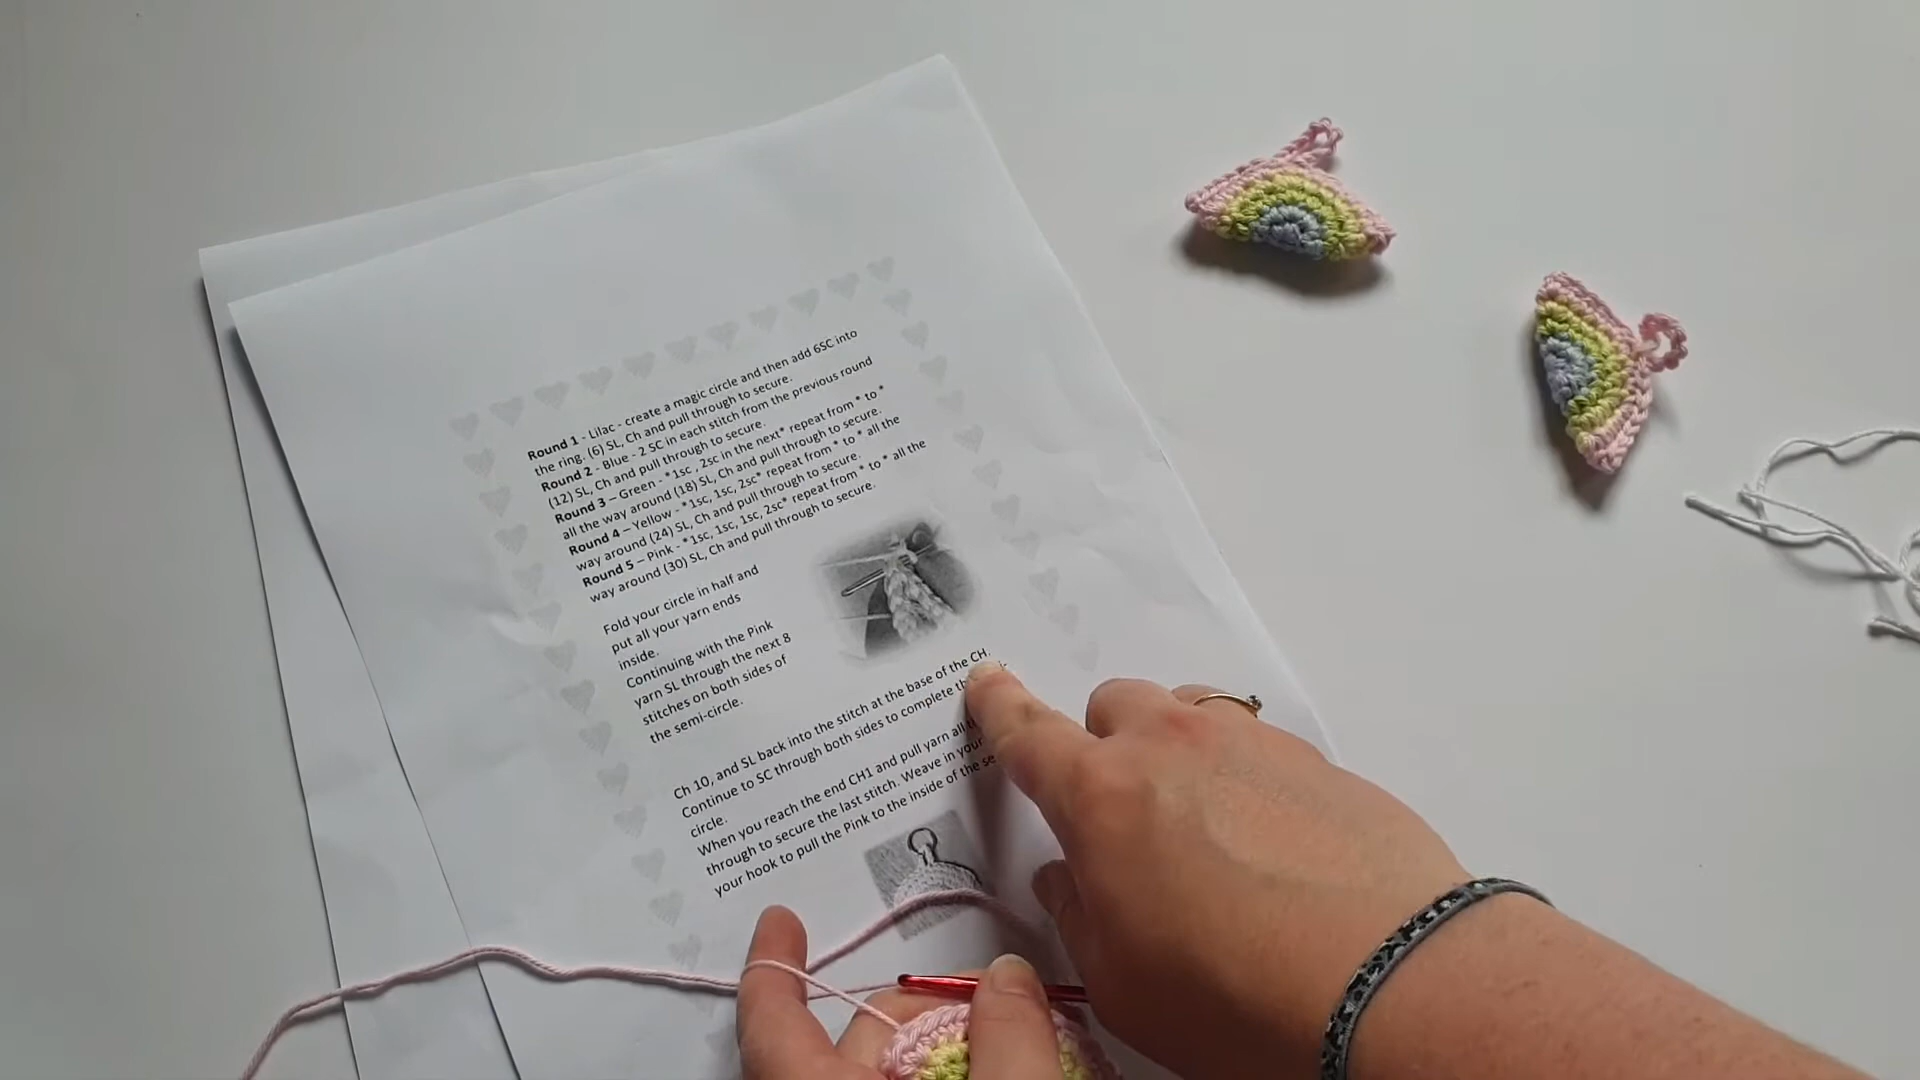 Round 1 - Lilac - create a magic circle and then add 6SC into
the ring. (6) SL, Ch and pull through to secure.
Round 2 - Blue - 2 SC in each stitch from the previous round
(12) SL, Ch and pull through to secure.
Round 3 – Green - *1sc , 2sc in the next* repeat from * to *
all the way around (18) SL, Ch and pull through to secure.
Round 4 – Yellow - *1sc, 1sc, 2sc* repeat from * to * all the
way around (24) SL, Ch and pull through to secure.
Round 5 – Pink - *1sc, 1sc, 1sc, 2sc* repeat from * to * all the
way around (30) SL, Ch and pull through to secure.
Fold your circle in half and
put all your yarn ends
inside.
Continuing with the Pink
yarn SL through the next 8
stitches on both sides of
the semi-circle.
Ch 10, and SL back into the stitch at the base of the CH.
Continue to SC through both sides to complete
circle.
When you reach the end CH1 and pull yarn all
through to secure the last stitch. Weave in your
your hook to pull the Pink to the inside of the